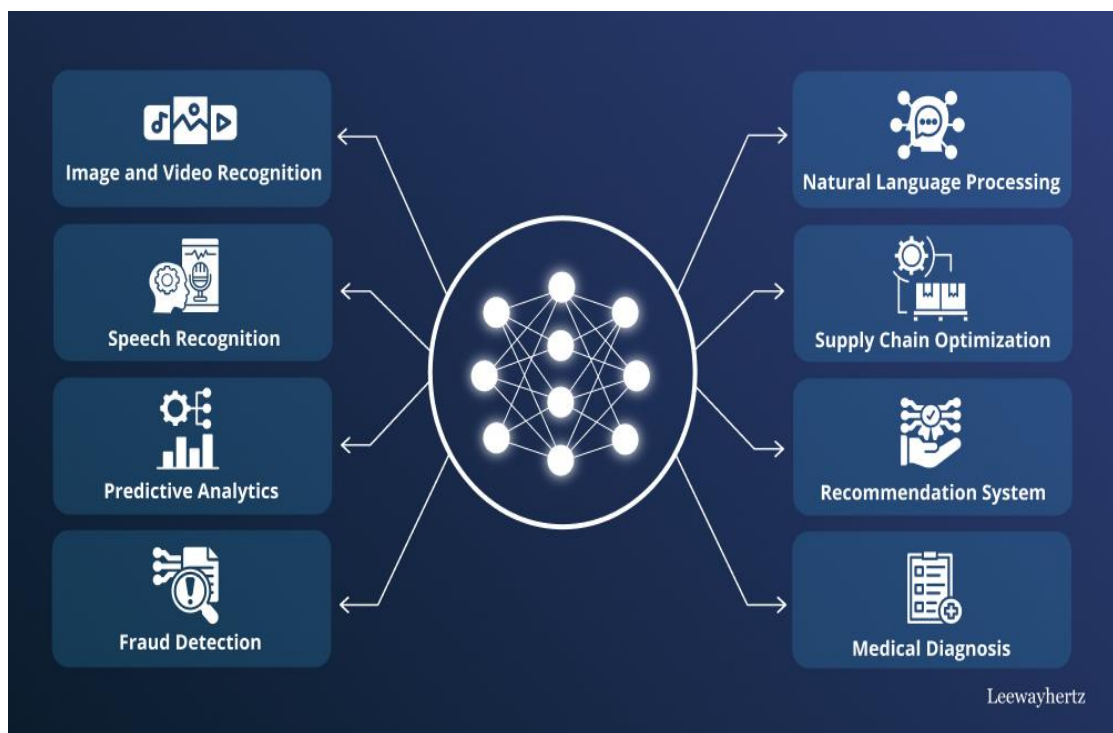 Image and Video Recognition
Speech Recognition
Predictive Analytics
Fraud Detection
Natural Language Processing
Supply Chain Optimization
Recommendation System
Medical Diagnosis
Leewayhertz